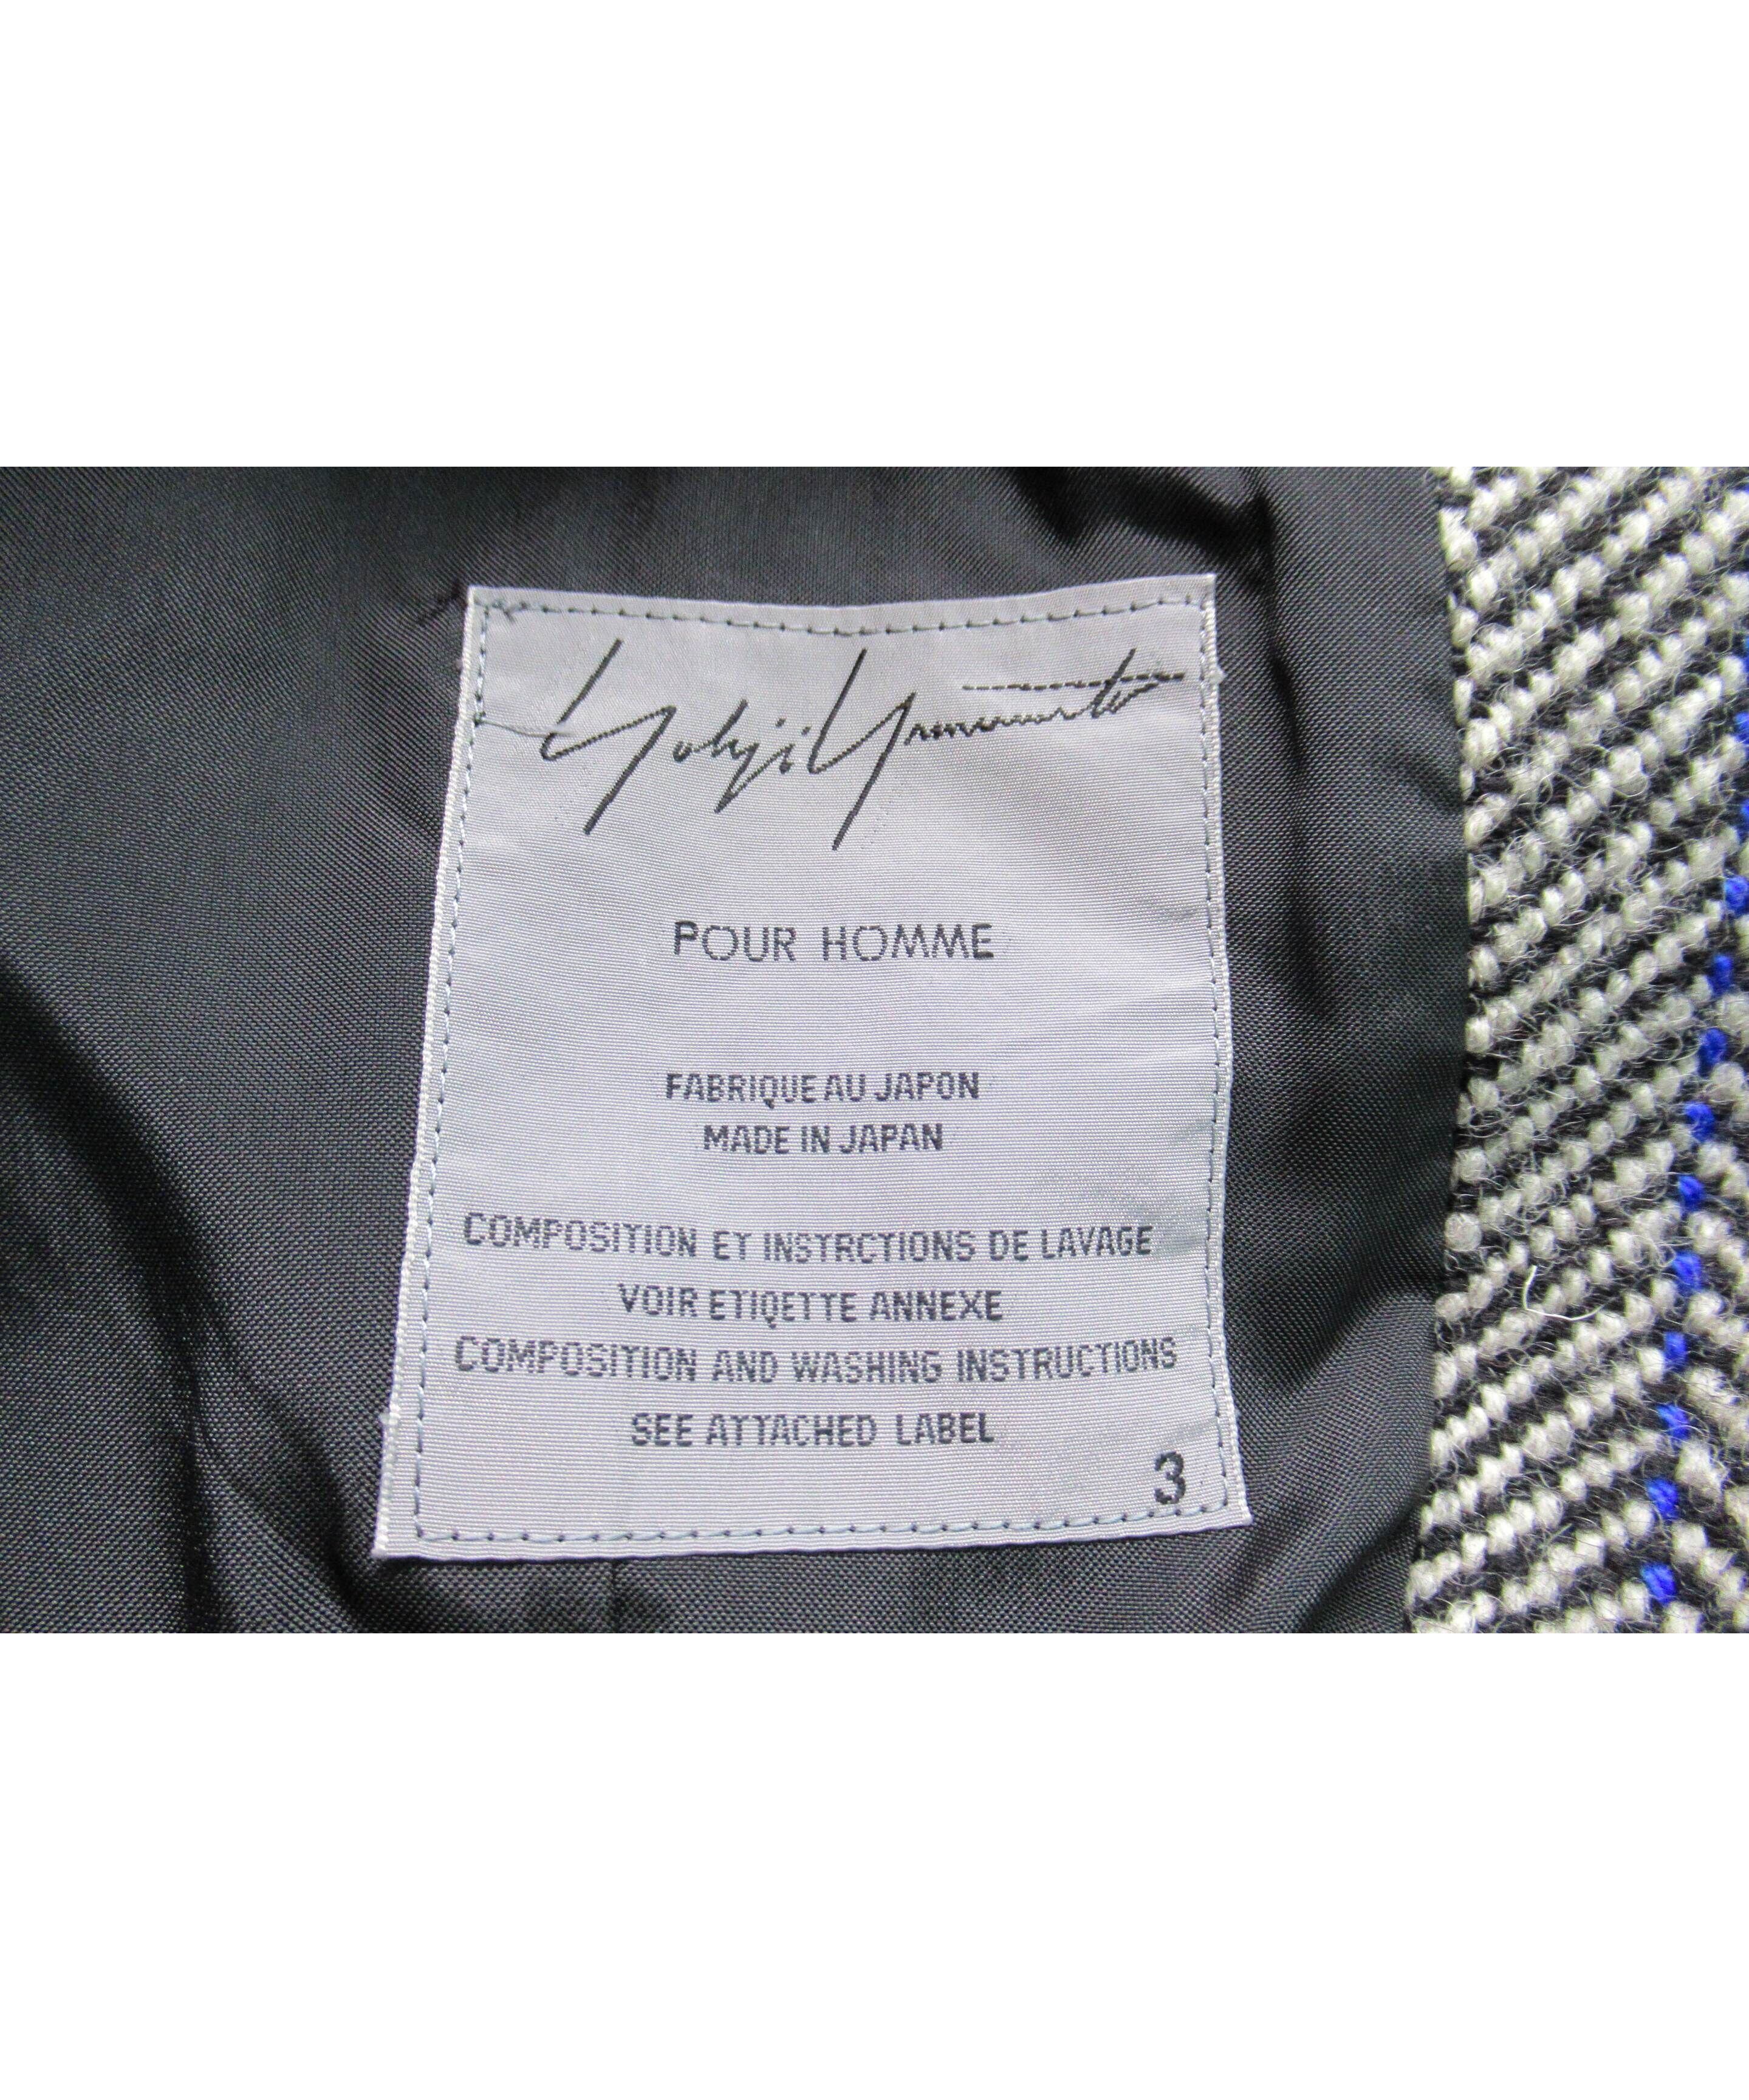 Yohji Yamamoto
POUR HOMME
FABRIQUE AU JAPON
MADE IN JAPAN
COMPOSITION ET INSTRCTIONS DE LAVAGE
VOIR ETIQETTE ANNEXE
COMPOSITION AND WASHING INSTRUCTIONS
SEE ATTACHED LABEL
3